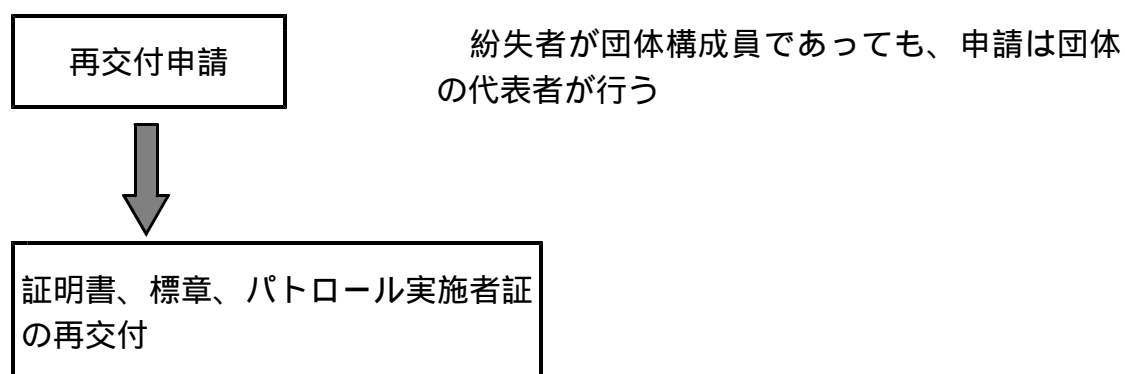 再交付申請
紛失者が団体構成員であっても、申請は団体
の代表者が行う
証明書、標章、パトロール実施者証
の再交付